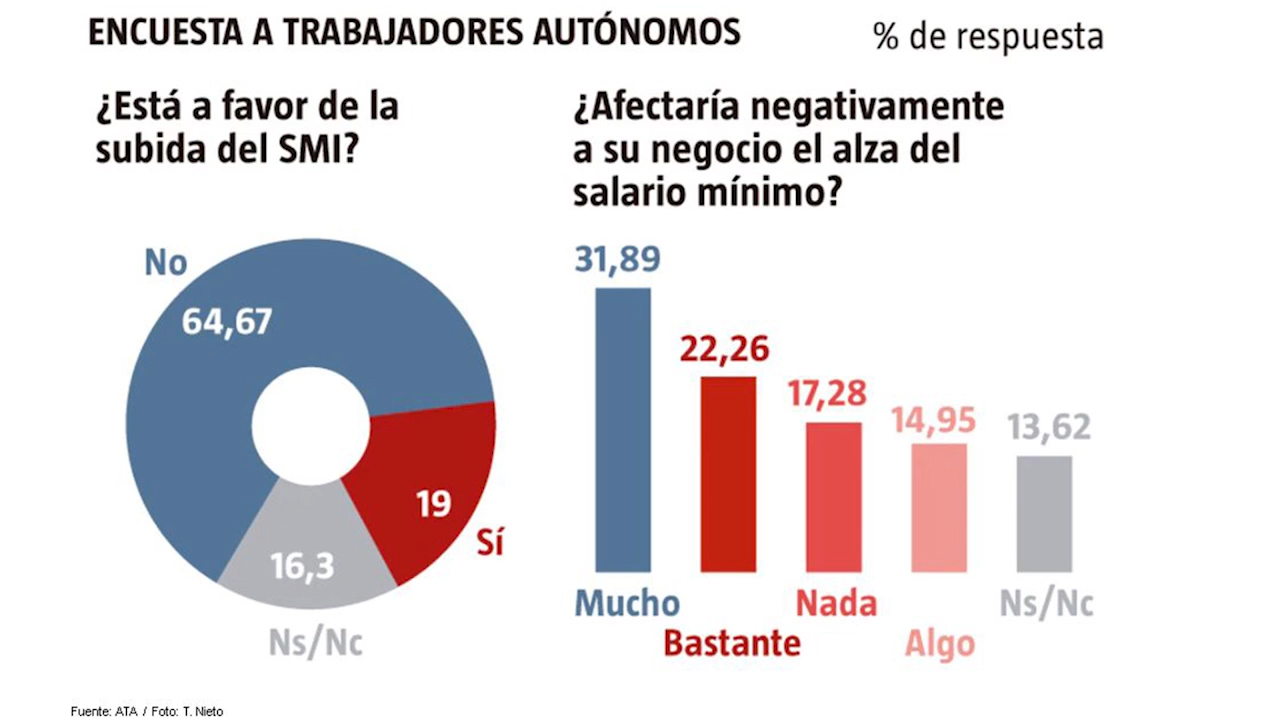 ENCUESTA A TRABAJADORES AUTÓNOMOS
% de respuesta
¿Está a favor de la
subida del SMI?
No
64,67
19
Sí
16,3
Ns/Nc
¿Afectaría negativamente
a su negocio el alza del
salario mínimo?
31,89
22,26
17,28
14,95
13,62
Mucho
Bastante
Nada
Algo
Ns/Nc
Fuente: ATA / Foto: T. Nieto